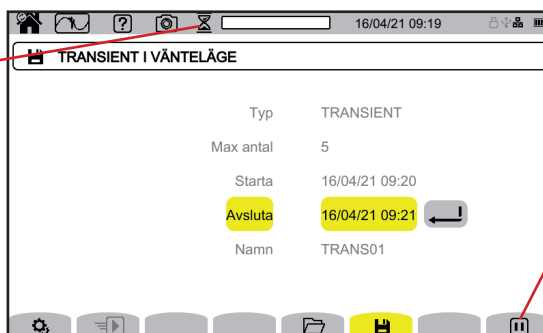 16/04/21 09:19
TRANSIENT I VÄNTELÄGE
Typ TRANSIENT
Max antal 5
Starta 16/04/21 09:20
Avsluta 16/04/21 09:21
Namn TRANS01